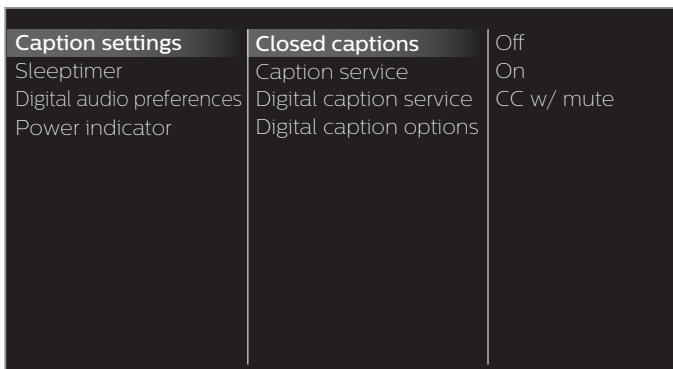 Caption settings
Sleeptimer
Digital audio preferences
Power indicator
Closed captions
Caption service
Digital caption service
Digital caption options
Off
On
CC w/ mute